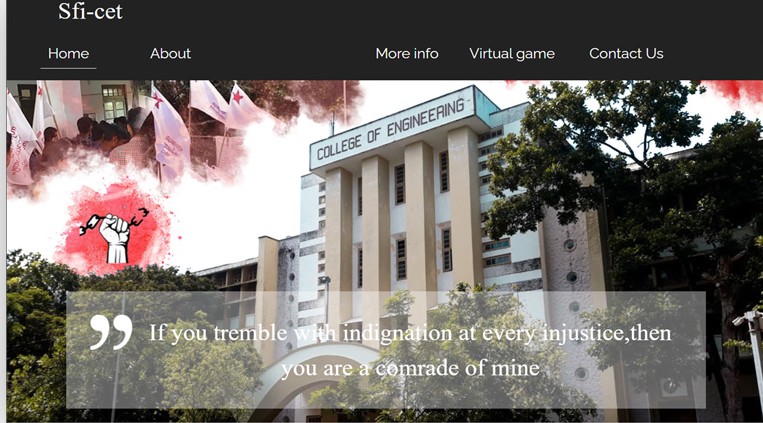 Sfi-cet
Home About More info Virtual game Contact Us
COLLEGE OF ENGINEERING
If you tremble with indignation at every injustice,then
you are a comrade of mine